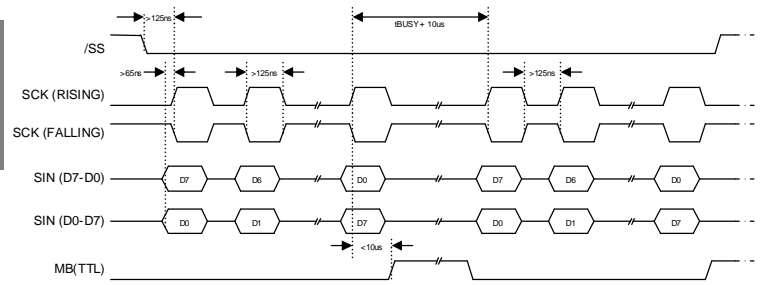 >125ns
tBUSY+ 10us
/SS
>65ns >125ns >125ns
SCK (RISING)
SCK (FALLING)
SIN (D7-D0) D7 D6 D0 D7 D6 D0
SIN (D0-D7) D0 D1 D7 D0 D1 D7
<10us
MB(TTL)